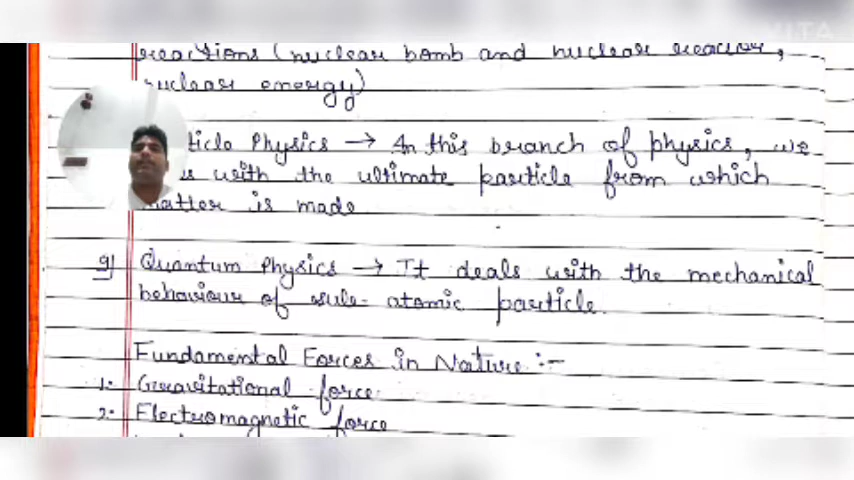 VITA
reactions (nuclear bomb and nuclear reactor,
nuclear energy)
ticle Physics → In this branch of physics, we
s with the ultimate particle from which
matter is made
9) Quantum Physics → It deals with the mechanical
behaviour of sub-atomic particle.
Fundamental Forces in Nature :-
1. Gravitational force
2. Electromagnetic force